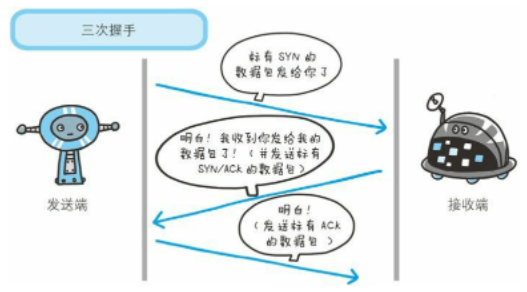 三次握手
标有 SYN 的
数据包发给你了
明白！我收到你发给我的
数据包了！（并发送标有
SYN/ACK 的数据包）
发送端
接收端
明白！
（发送标有 ACK
的数据包）